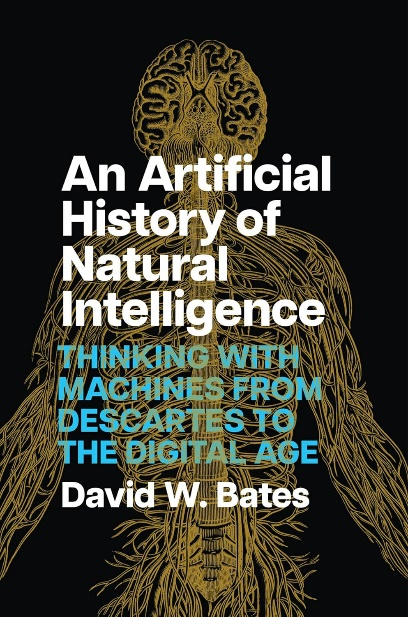 An Artificial
History of
Natural
Intelligence
THINKING WITH
MACHINES FROM
DESCARTES TO
THE DIGITAL AGE
David W. Bates